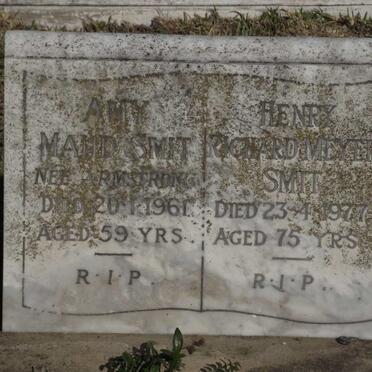 AMY
MAUD SMIT
NEE ARMSTRONG
DIED 20·1·1961
AGED 59 YRS.
R·I·P.
HENRY
RICHARD MEYER
SMIT
DIED 23·4·1977
AGED 75 YRS
R·I·P.